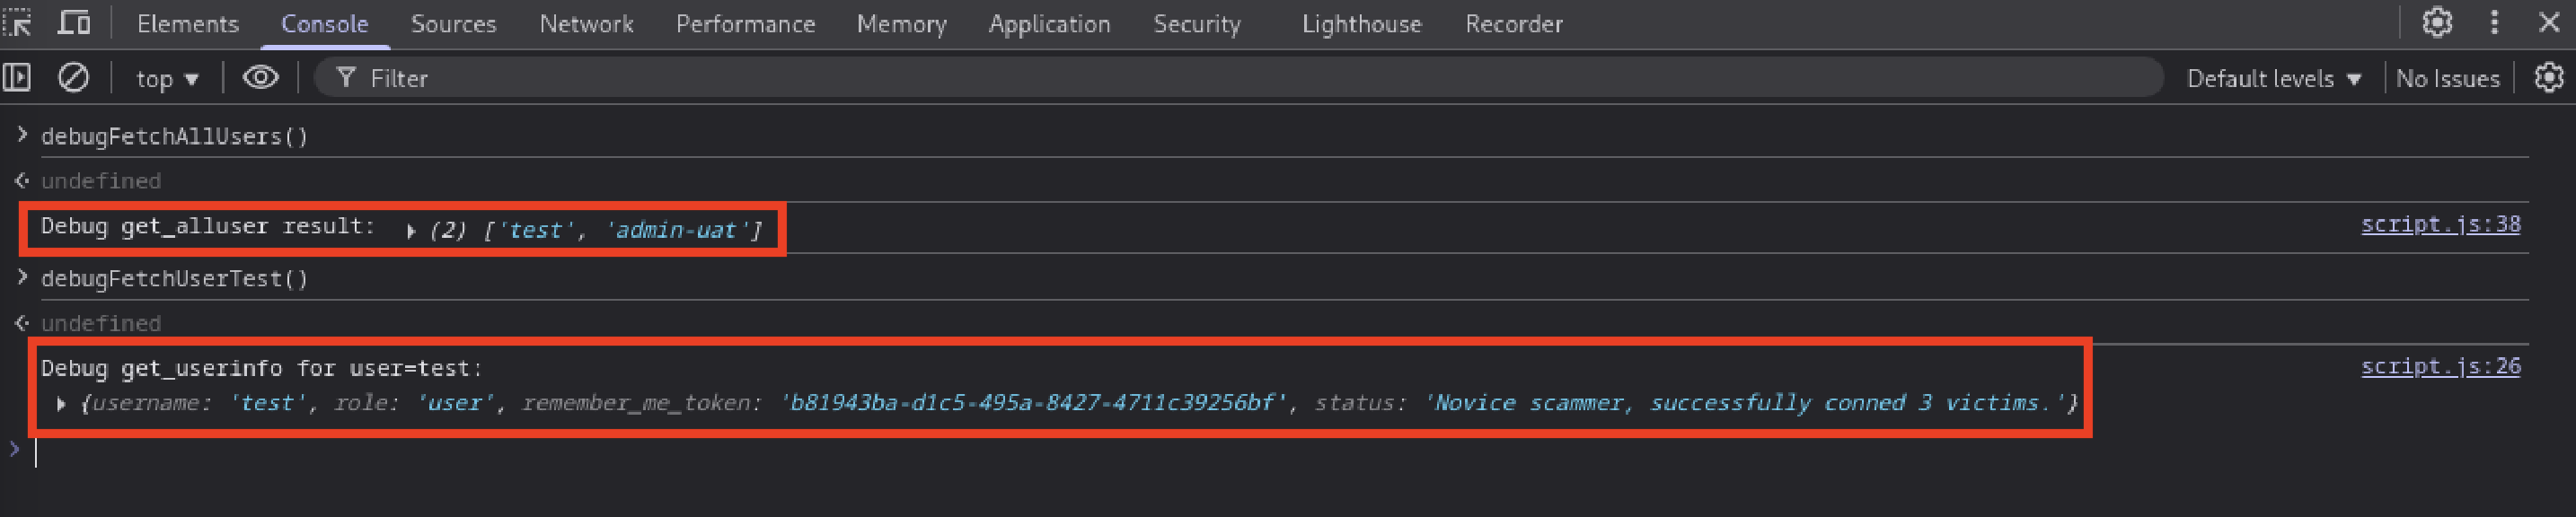 Elements Console Sources Network Performance Memory Application Security Lighthouse Recorder
top Filter Default levels No Issues
debugFetchAllUsers()
undefined
Debug get_alluser result: (2) ['test', 'admin-uat'] script.js:38
debugFetchUserTest()
undefined
Debug get_userinfo for user=test: script.js:26
{username: 'test', role: 'user', remember_me_token: 'b81943ba-d1c5-495a-8427-4711c39256bf', status: 'Novice scammer, successfully conned 3 victims.'}